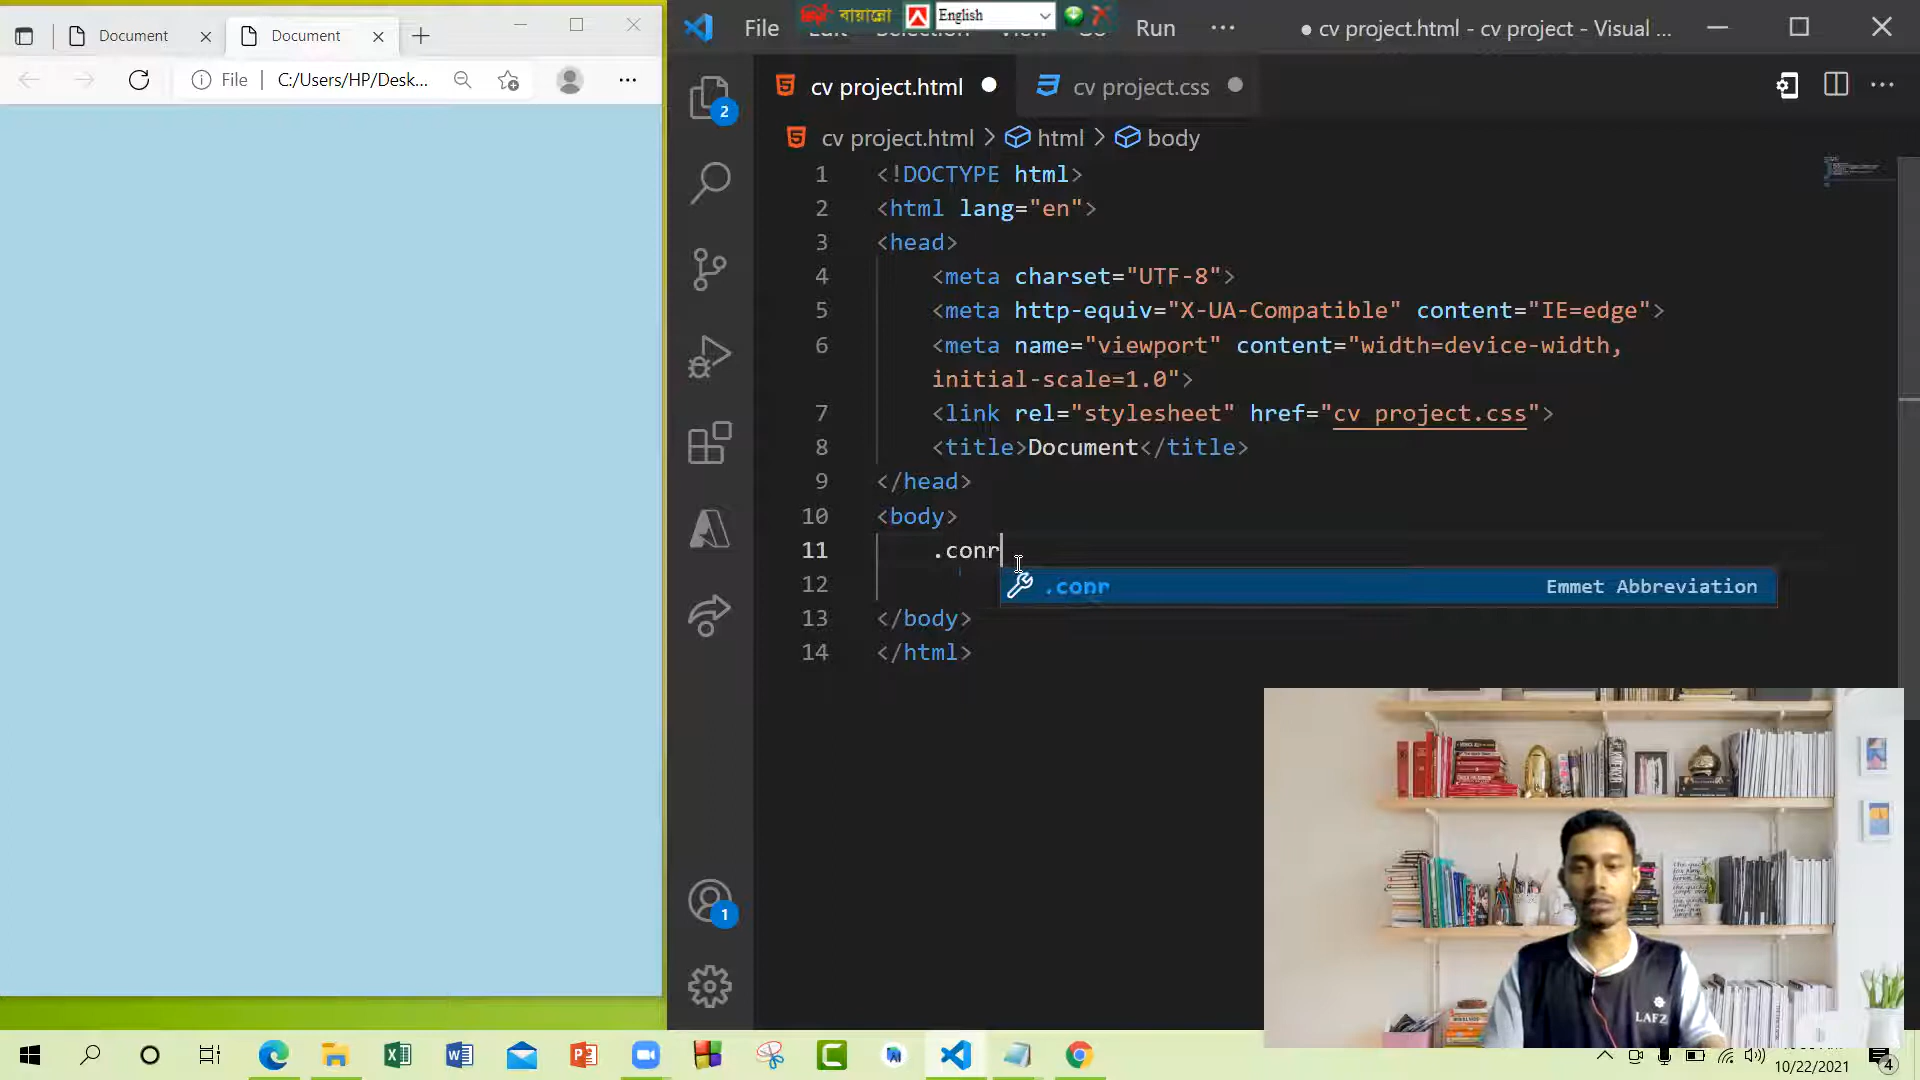 Document
Document
File
C:/Users/HP/Desk...
বায়ান্নো
English
File
Run
cv project.html - cv project - Visual ...
2
cv project.html
cv project.css
cv project.html > html > body
1 <!DOCTYPE html>
2 <html lang="en">
3 <head>
4 <meta charset="UTF-8">
5 <meta http-equiv="X-UA-Compatible" content="IE=edge">
6 <meta name="viewport" content="width=device-width,
initial-scale=1.0">
7 <link rel="stylesheet" href="cv project.css">
8 <title>Document</title>
9 </head>
10 <body>
11 .conr
12
.conr Emmet Abbreviation
13 </body>
14 </html>
1
LAFZ
10/22/2021
4